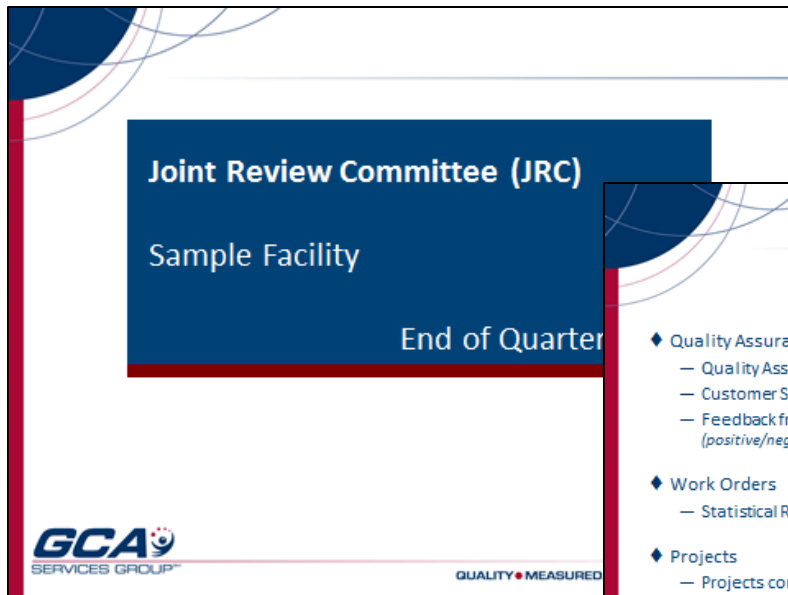 Joint Review Committee (JRC)
Sample Facility
End of Quarter
GCA
SERVICES GROUP
QUALITY●MEASURED
♦ Quality Assura
— Quality Ass
— Customer S
— Feedback fr
(positive/neg
♦ Work Orders
— Statistical R
♦ Projects
— Projects co